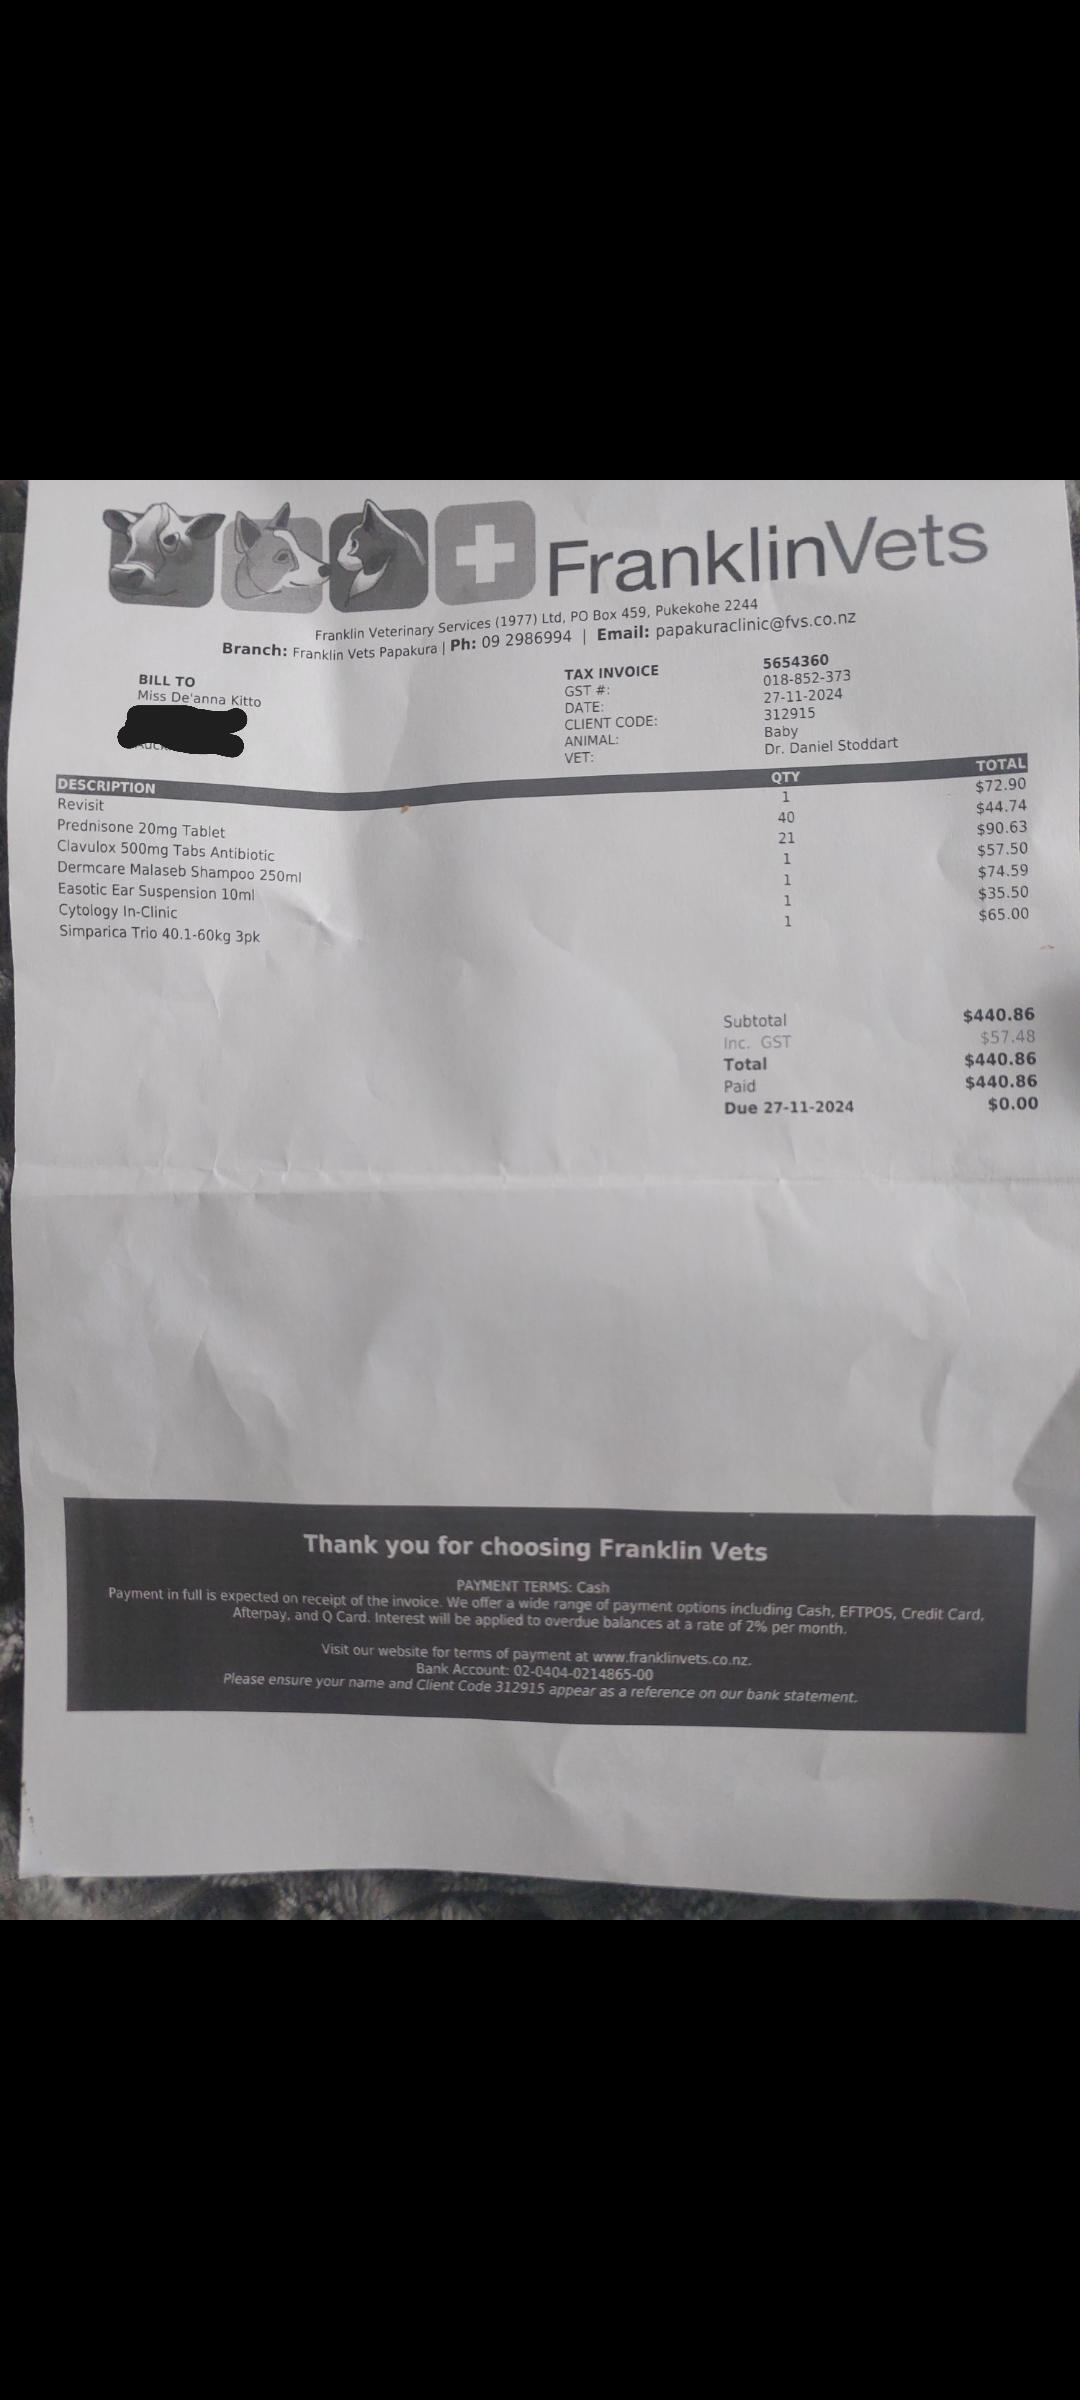 FranklinVets
Franklin Veterinary Services (1977) Ltd, PO Box 459, Pukekohe 2244
Branch: Franklin Vets Papakura | Ph: 09 2986994 | Email: papakuraclinic@fvs.co.nz
BILL TO
Miss De'anna Kitto
TAX INVOICE 5654360
GST #: 018-852-373
DATE: 27-11-2024
CLIENT CODE: 312915
ANIMAL: Baby
VET: Dr. Daniel Stoddart
DESCRIPTION QTY TOTAL
Revisit 1 $72.90
Prednisone 20mg Tablet 40 $44.74
Clavulox 500mg Tabs Antibiotic 21 $90.63
Dermcare Malaseb Shampoo 250ml 1 $57.50
Easotic Ear Suspension 10ml 1 $74.59
Cytology In-Clinic 1 $35.50
Simparica Trio 40.1-60kg 3pk 1 $65.00
Subtotal $440.86
Inc. GST $57.48
Total $440.86
Paid $440.86
Due 27-11-2024 $0.00
Thank you for choosing Franklin Vets
PAYMENT TERMS: Cash
Payment in full is expected on receipt of the invoice. We offer a wide range of payment options including Cash, EFTPOS, Credit Card,
Afterpay, and Q Card. Interest will be applied to overdue balances at a rate of 2% per month.
Visit our website for terms of payment at www.franklinvets.co.nz.
Bank Account: 02-0404-0214865-00
Please ensure your name and Client Code 312915 appear as a reference on our bank statement.